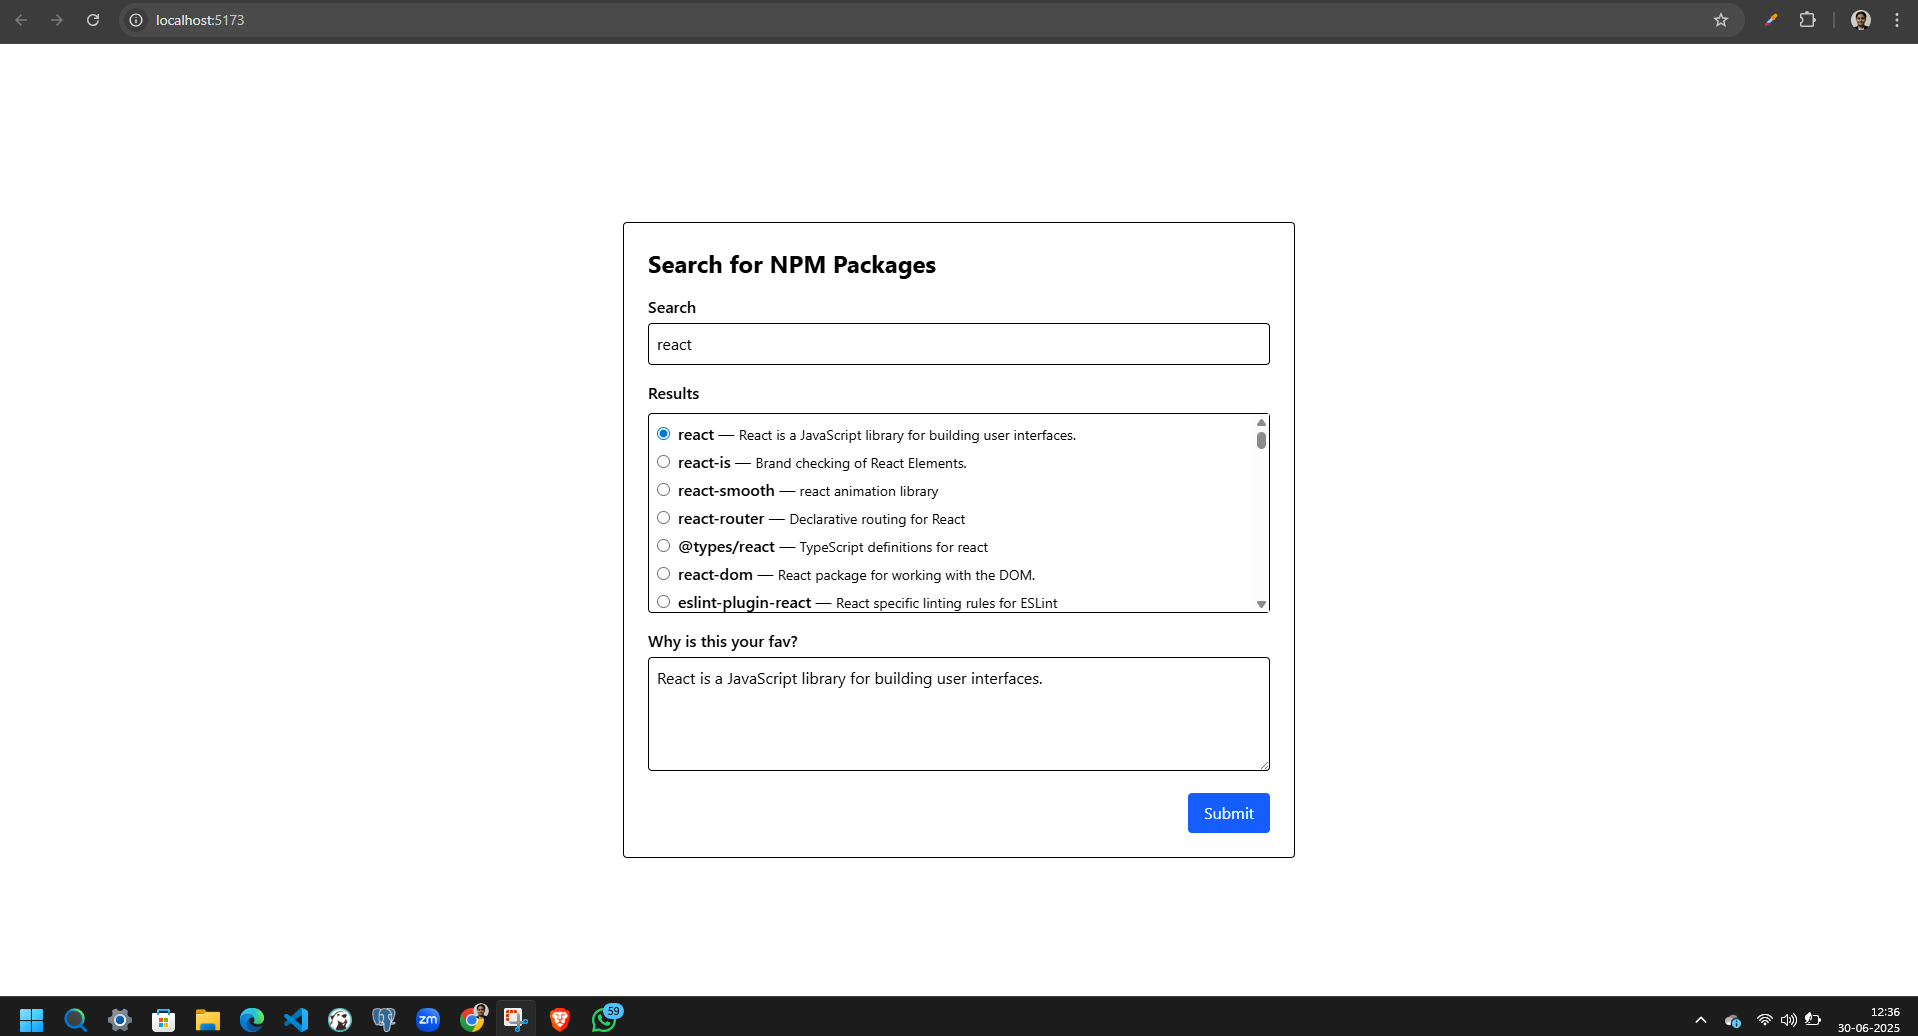 localhost:5173
Search for NPM Packages
Search
react
Results
react — React is a JavaScript library for building user interfaces.
react-is — Brand checking of React Elements.
react-smooth — react animation library
react-router — Declarative routing for React
@types/react — TypeScript definitions for react
react-dom — React package for working with the DOM.
eslint-plugin-react — React specific linting rules for ESLint
Why is this your fav?
React is a JavaScript library for building user interfaces.
Submit
zm
59
12:36
30-06-2025